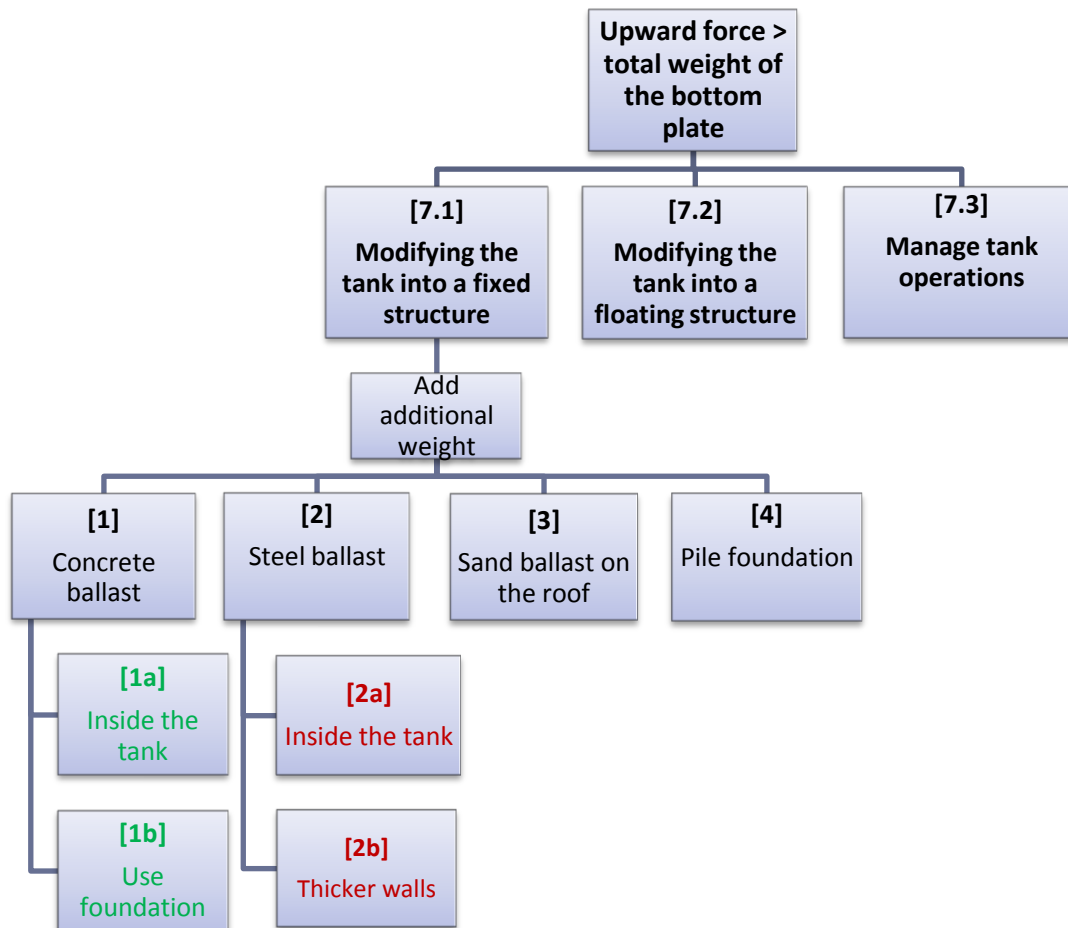 Upward force >
total weight of
the bottom
plate
[7.1]
Modifying the
tank into a fixed
structure
[7.2]
Modifying the
tank into a
floating structure
[7.3]
Manage tank
operations
Add
additional
weight
[1]
Concrete
ballast
[2]
Steel ballast
[3]
Sand ballast on
the roof
[4]
Pile foundation
[1a]
Inside the
tank
[2a]
Inside the tank
[1b]
Use
foundation
[2b]
Thicker walls